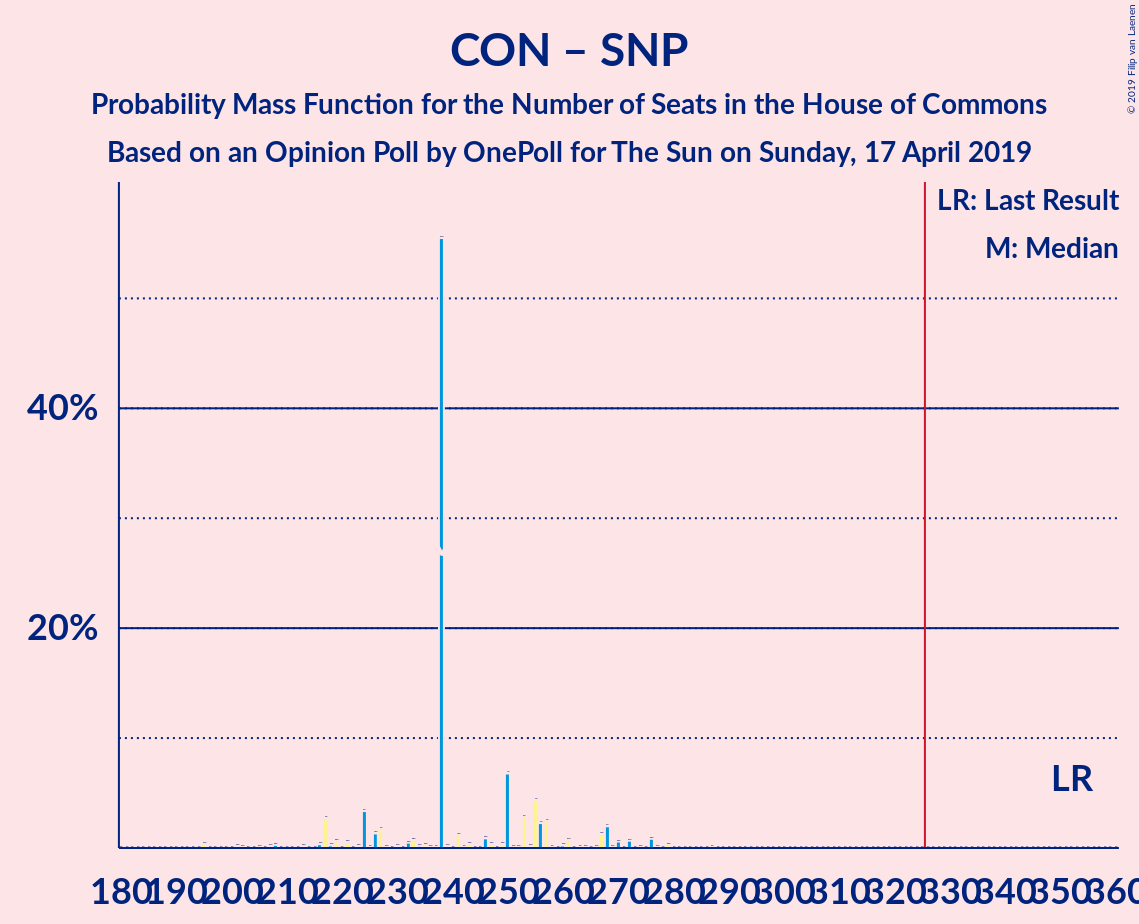 CON – SNP
Probability Mass Function for the Number of Seats in the House of Commons
Based on an Opinion Poll by OnePoll for The Sun on Sunday, 17 April 2019
© 2019 Filip van Laenen
LR: Last Result
M: Median
40%
20%
LR
180 190 200 210 220 230 240 250 260 270 280 290 300 310 320 330 340 350 360